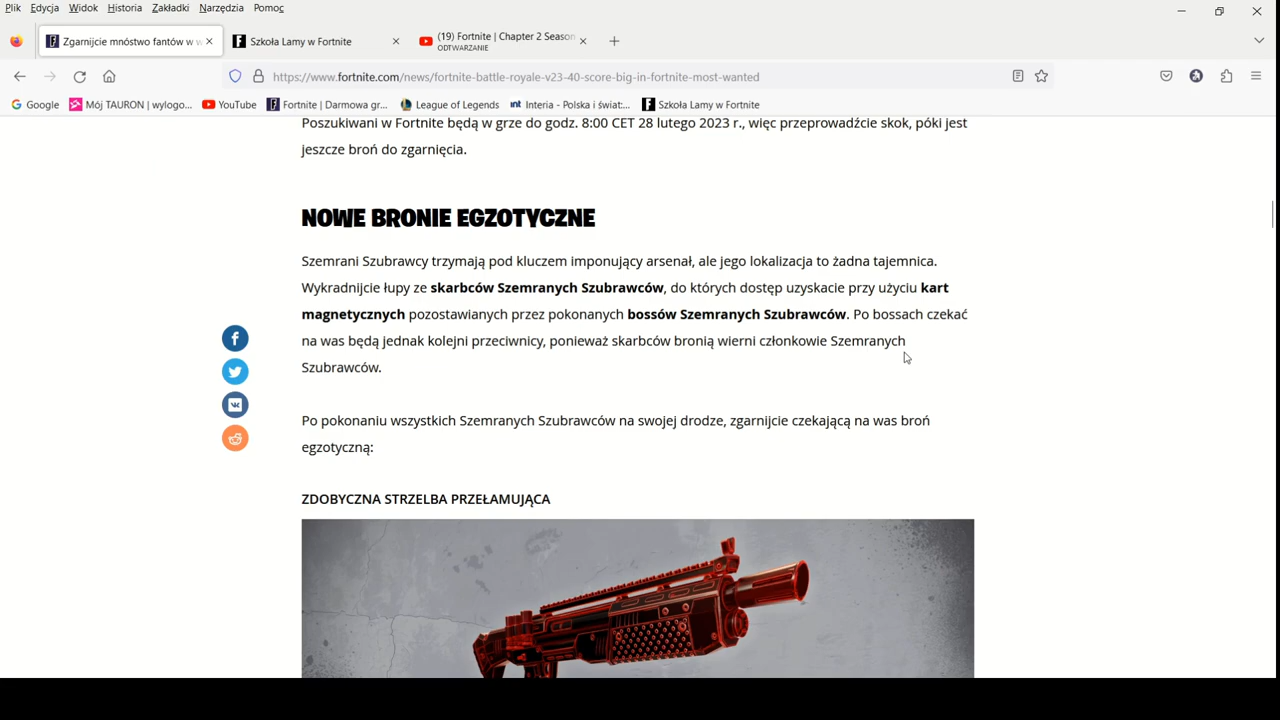 Plik Edycja Widok Historia Zakładki Narzędzia Pomoc
Zgarnijcie mnóstwo fantów w w
Szkoła Lamy w Fortnite
(19) Fortnite | Chapter 2 Season
ODTWARZANIE
https://www.fortnite.com/news/fortnite-battle-royale-v23-40-score-big-in-fortnite-most-wanted
Google Mój TAURON | wylogo... YouTube Fortnite | Darmowa gr... League of Legends int Interia - Polska i świat:... Szkoła Lamy w Fortnite
Poszukiwani w Fortnite będą w grze do godz. 8:00 CET 28 lutego 2023 r., więc przeprowadźcie skok, póki jest
jeszcze broń do zgarnięcia.
NOWE BRONIE EGZOTYCZNE
Szemrani Szubrawcy trzymają pod kluczem imponujący arsenał, ale jego lokalizacja to żadna tajemnica.
Wykradnijcie łupy ze skarbców Szemranych Szubrawców, do których dostęp uzyskacie przy użyciu kart
magnetycznych pozostawianych przez pokonanych bossów Szemranych Szubrawców. Po bossach czekać
na was będą jednak kolejni przeciwnicy, ponieważ skarbców bronią wierni członkowie Szemranych
Szubrawców.
Po pokonaniu wszystkich Szemranych Szubrawców na swojej drodze, zgarnijcie czekającą na was broń
egzotyczną:
ZDOBYCZNA STRZELBA PRZEŁAMUJĄCA